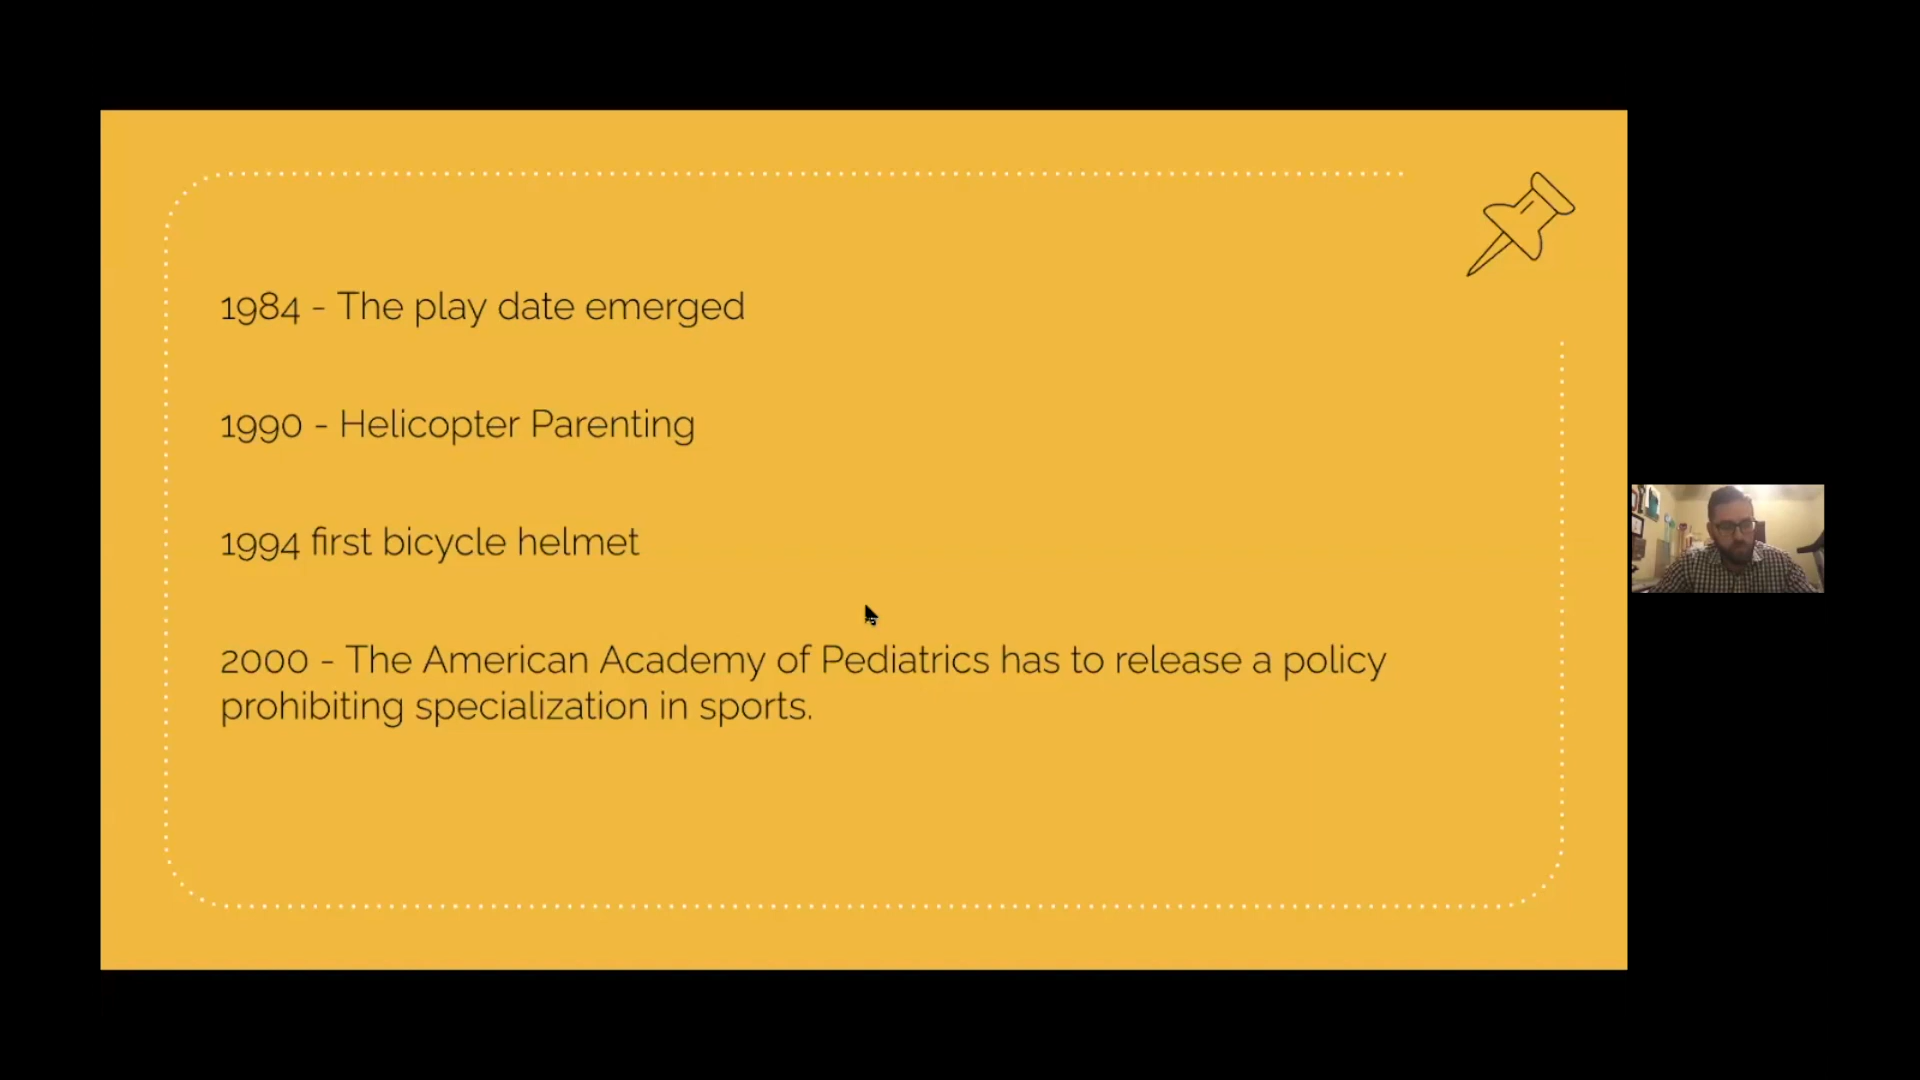 1984 - The play date emerged
1990 - Helicopter Parenting
1994 first bicycle helmet
2000 - The American Academy of Pediatrics has to release a policy
prohibiting specialization in sports.